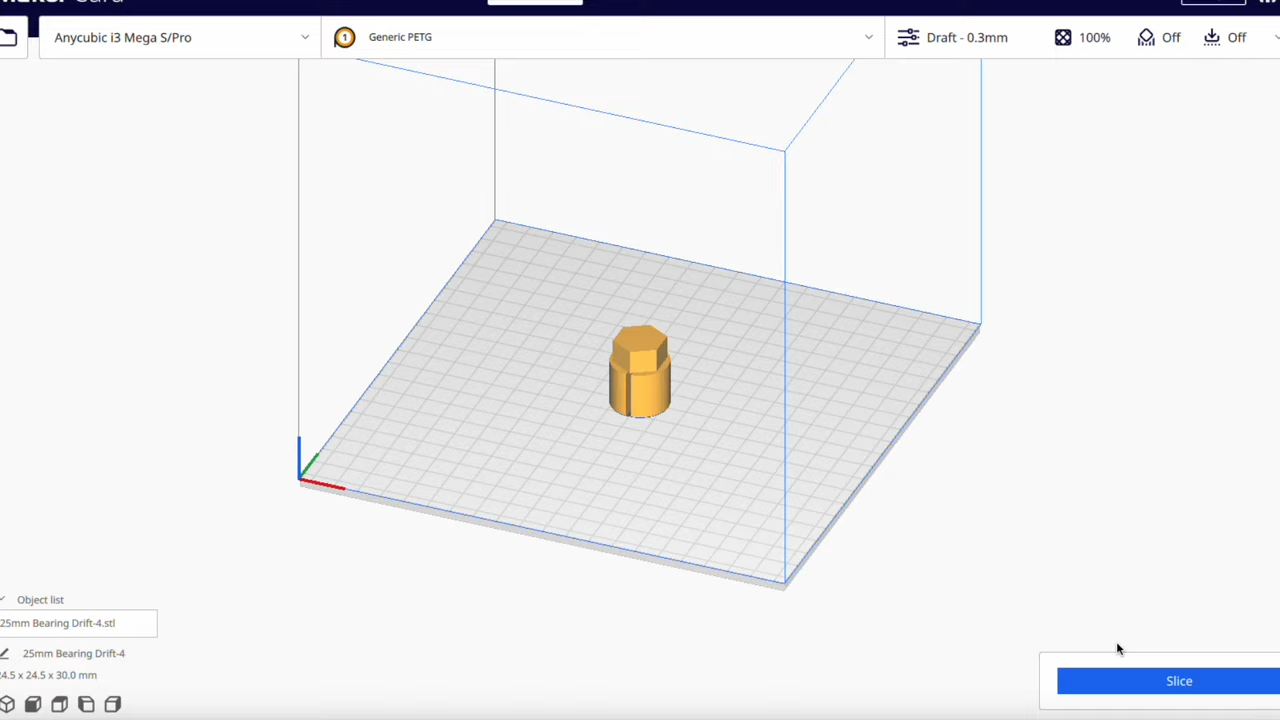 Anycubic i3 Mega S/Pro
1
Generic PETG
Draft - 0.3mm
100%
Off
Off
Object list
25mm Bearing Drift-4.stl
25mm Bearing Drift-4
24.5 x 24.5 x 30.0 mm
Slice